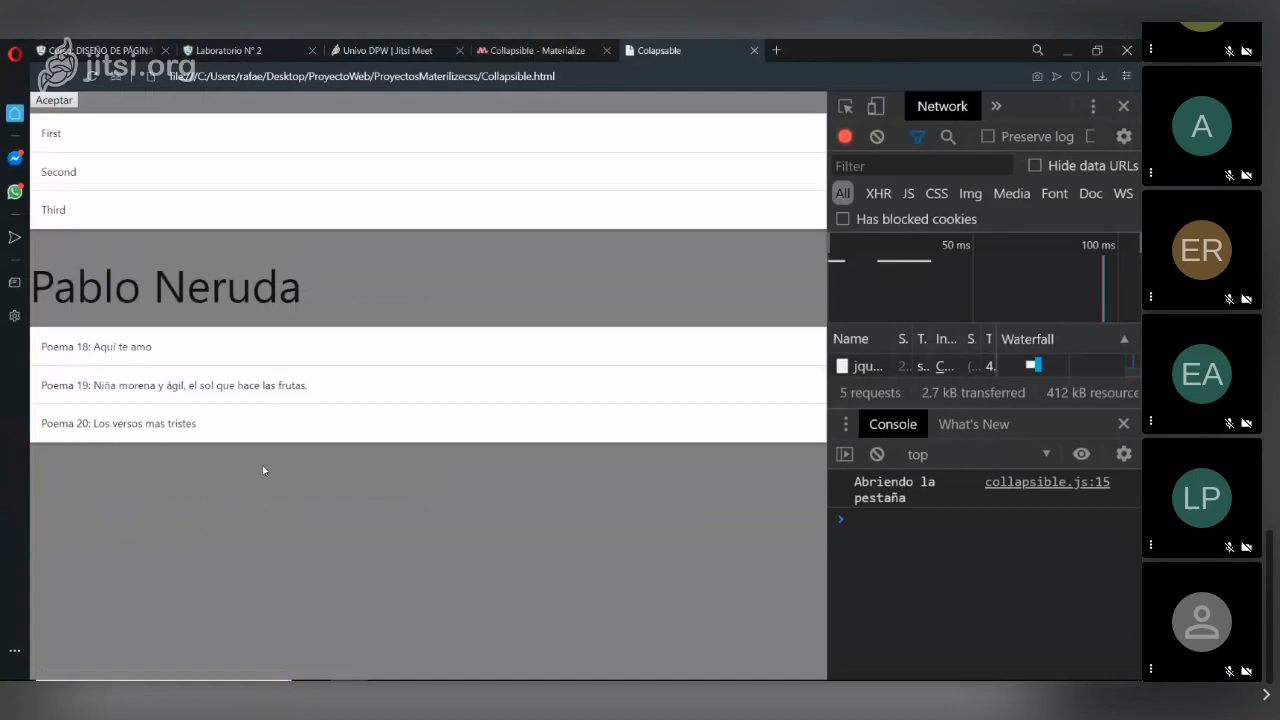 CURSO: DISEÑO DE PÁGINA
Laboratorio N° 2
Univo DPW | Jitsi Meet
Collapsible - Materialize
Colapsable
jitsi.org
file:///C:/Users/rafae/Desktop/ProyectoWeb/ProyectosMaterilizecss/Collapsible.html
Aceptar
First
Second
Third
Pablo Neruda
Poema 18: Aquí te amo
Poema 19: Niña morena y ágil, el sol que hace las frutas.
Poema 20: Los versos mas tristes
Network
Preserve log
Filter
Hide data URLs
All XHR JS CSS Img Media Font Doc WS
Has blocked cookies
50 ms
100 ms
Name S. T. In... S. T Waterfall
jqu... 2.. s.. C... (... 4.
5 requests 2.7 kB transferred 412 kB resource
Console What's New
top
Abriendo la collapsible.js:15
pestaña
A
ER
EA
LP